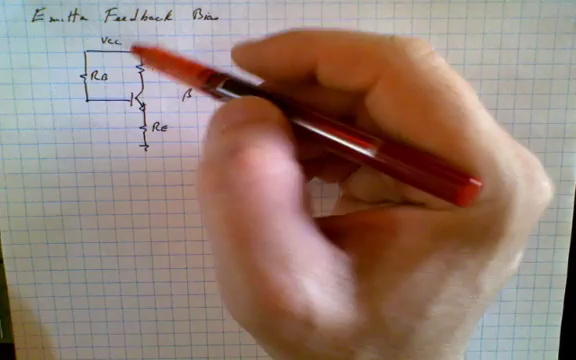 Emitter Feedback Bias
VCC
RB
β
RE